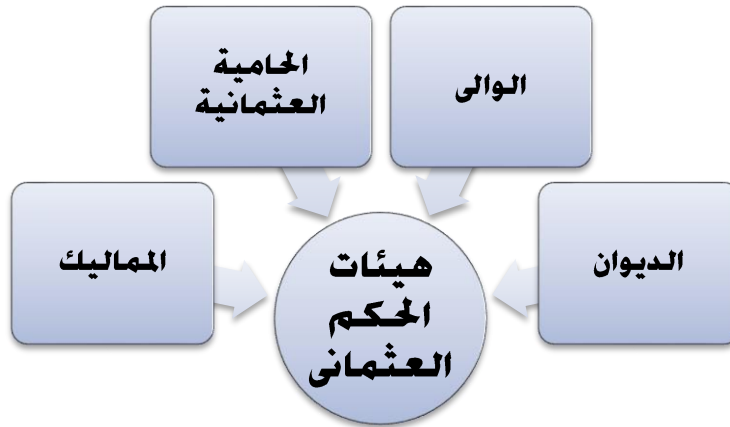 الوالى
الحامية
العثمانية
الديوان
المماليك
هيئات
الحكم
العثمانى